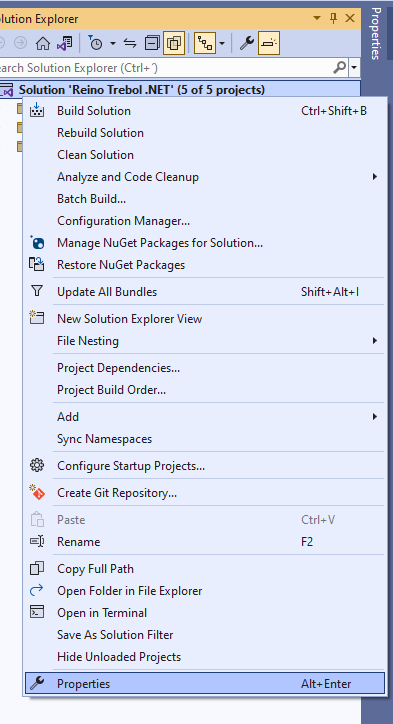 olution Explorer
Properties
earch Solution Explorer (Ctrl+´)
Solution 'Reino Trebol .NET' (5 of 5 projects)
Build Solution Ctrl+Shift+B
Rebuild Solution
Clean Solution
Analyze and Code Cleanup
Batch Build...
Configuration Manager...
Manage NuGet Packages for Solution...
Restore NuGet Packages
Update All Bundles Shift+Alt+I
New Solution Explorer View
File Nesting
Project Dependencies...
Project Build Order...
Add
Sync Namespaces
Configure Startup Projects...
Create Git Repository...
Paste Ctrl+V
Rename F2
Copy Full Path
Open Folder in File Explorer
Open in Terminal
Save As Solution Filter
Hide Unloaded Projects
Properties Alt+Enter